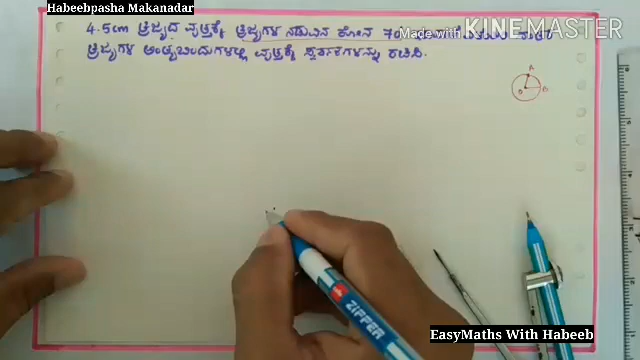 Habeebpasha Makanadar
Made with KINEMASTER
4.5cm ತ್ರಿಜ್ಯದ ವೃತ್ತಕ್ಕೆ ತ್ರಿಜ್ಯಗಳ ನಡುವಿನ ಕೋನ 70
ತ್ರಿಜ್ಯಗಳ ಅಂತ್ಯಬಿಂದುಗಳಲ್ಲಿ ವೃತ್ತಕ್ಕೆ ಸ್ಪರ್ಶಕಗಳನ್ನು ರಚಿಸಿ.
A
O B
ZIPPER
EasyMaths With Habeeb